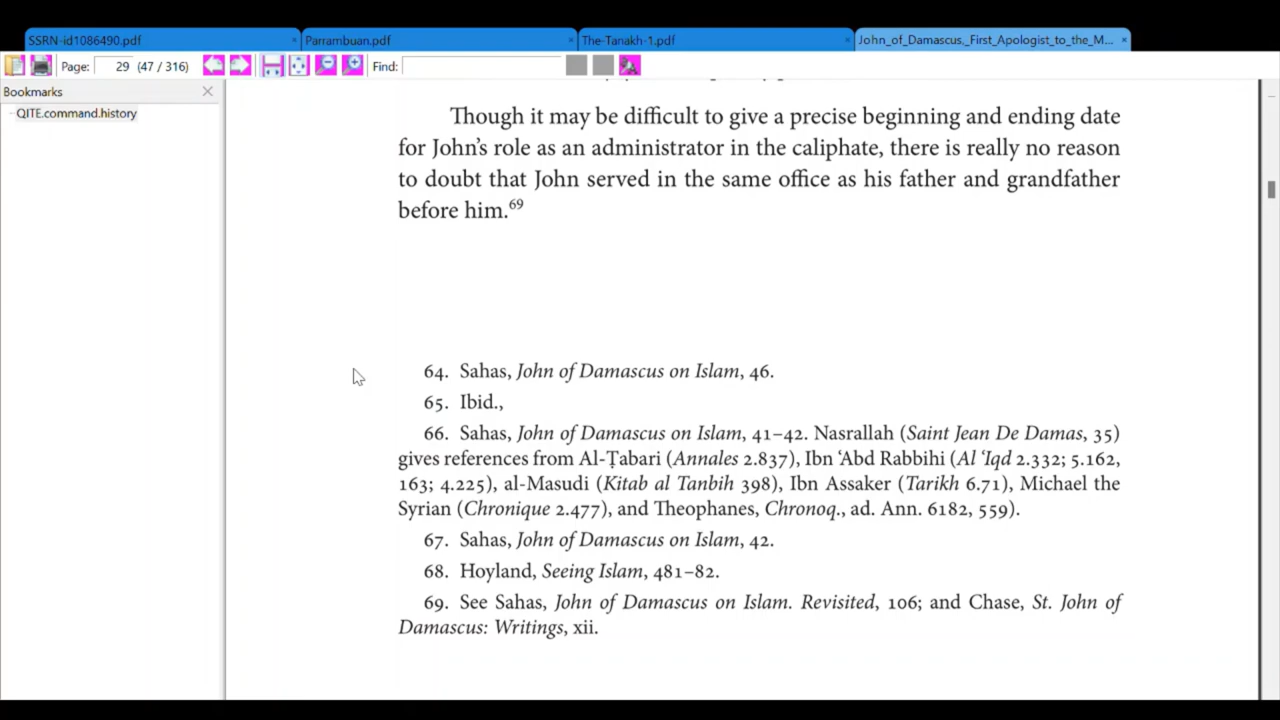 SSRN-id1086490.pdf
Parrambuan.pdf
The-Tanakh-1.pdf
John_of_Damascus,_First_Apologist_to_the_M...
Page: 29 (47 / 316)
Find:
Bookmarks
QITE.command.history
Though it may be difficult to give a precise beginning and ending date
for John's role as an administrator in the caliphate, there is really no reason
to doubt that John served in the same office as his father and grandfather
before him.69
64. Sahas, John of Damascus on Islam, 46.
65. Ibid.,
66. Sahas, John of Damascus on Islam, 41–42. Nasrallah (Saint Jean De Damas, 35)
gives references from Al-Ṭabari (Annales 2.837), Ibn ‘Abd Rabbihi (Al ‘Iqd 2.332; 5.162,
163; 4.225), al-Masudi (Kitab al Tanbih 398), Ibn Assaker (Tarikh 6.71), Michael the
Syrian (Chronique 2.477), and Theophanes, Chronoq., ad. Ann. 6182, 559).
67. Sahas, John of Damascus on Islam, 42.
68. Hoyland, Seeing Islam, 481–82.
69. See Sahas, John of Damascus on Islam. Revisited, 106; and Chase, St. John of
Damascus: Writings, xii.